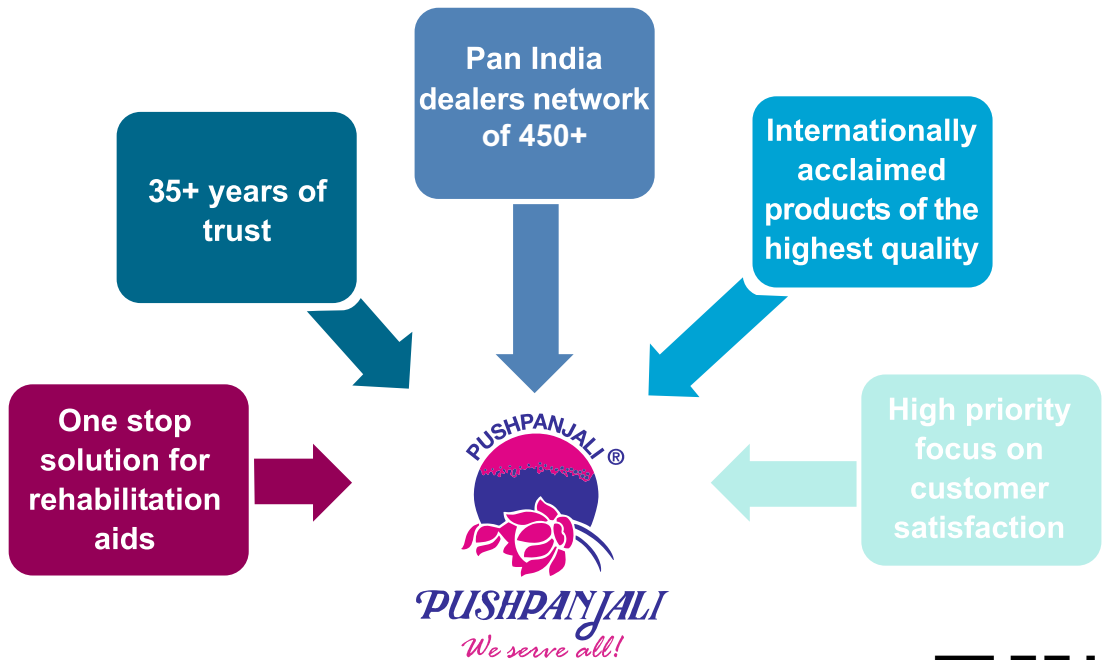 Pan India
dealers network
of 450+
35+ years of
trust
Internationally
acclaimed
products of the
highest quality
One stop
solution for
rehabilitation
aids
High priority
focus on
customer
satisfaction
PUSHPANJALI ®
PUSHPANJALI
We serve all!